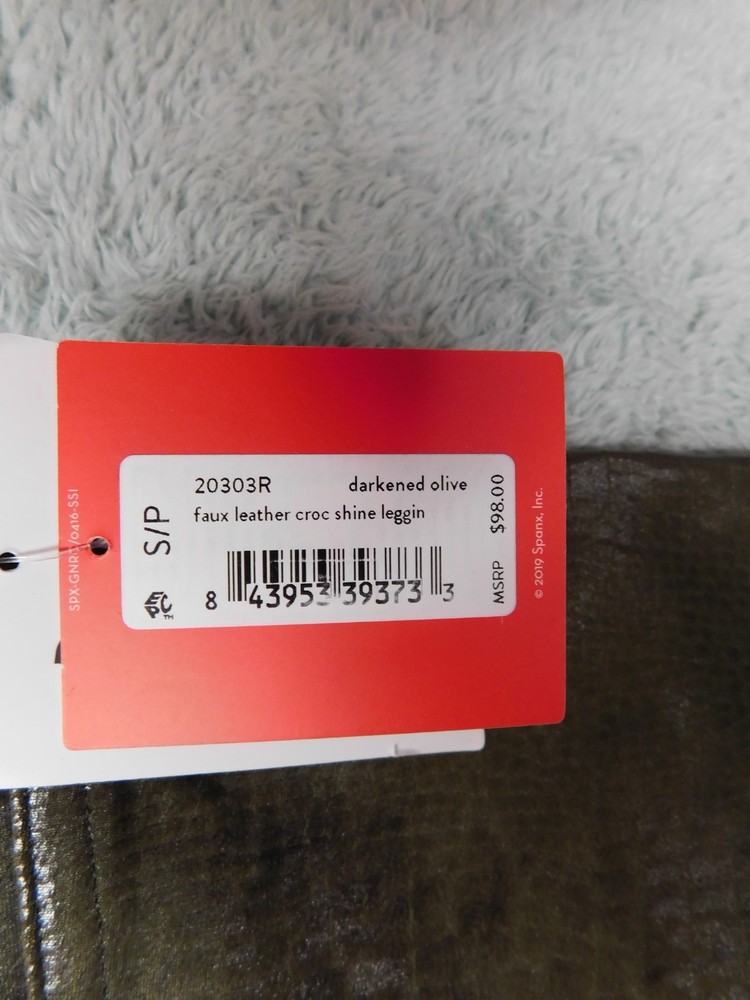 20303R darkened olive
faux leather croc shine leggin
S/P
8 43953 39373 3
MSRP $98.00
© 2019 Spanx, Inc.